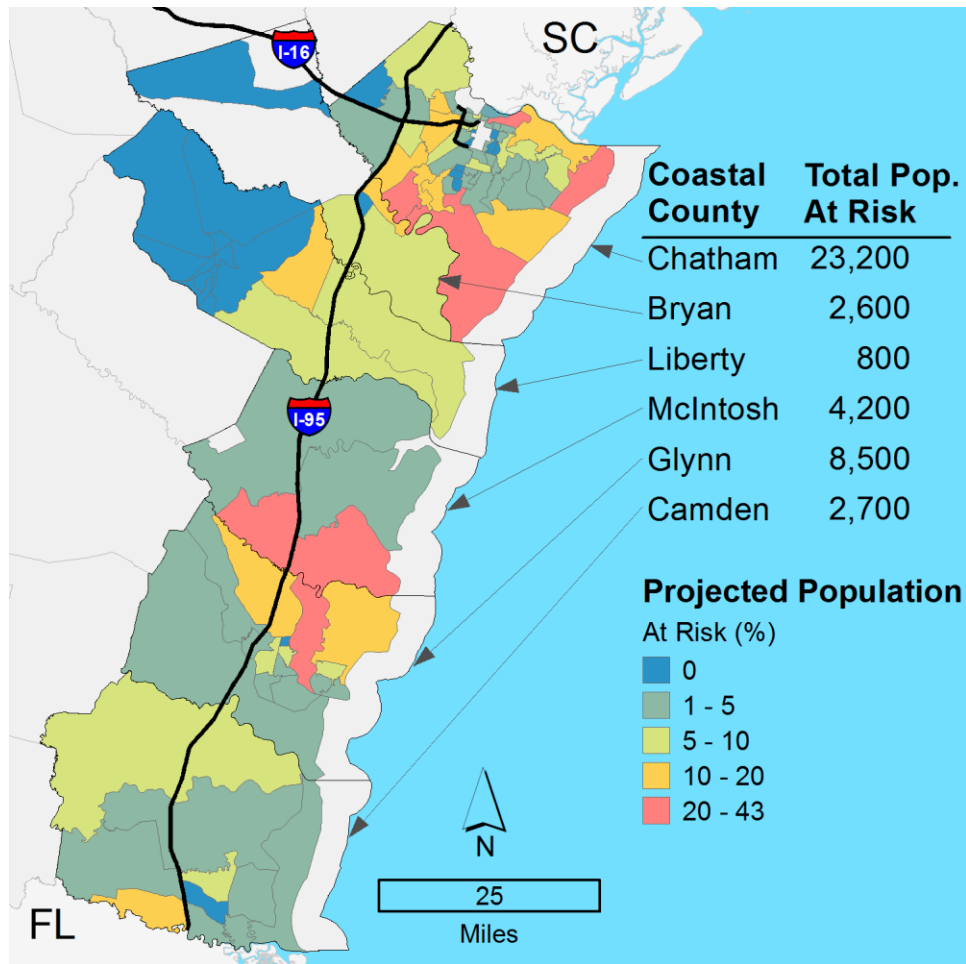 SC
I-16
Coastal County Total Pop. At Risk
Chatham 23,200
Bryan 2,600
Liberty 800
McIntosh 4,200
Glynn 8,500
Camden 2,700
I-95
Projected Population
At Risk (%)
0
1 - 5
5 - 10
10 - 20
20 - 43
N
25
Miles
FL